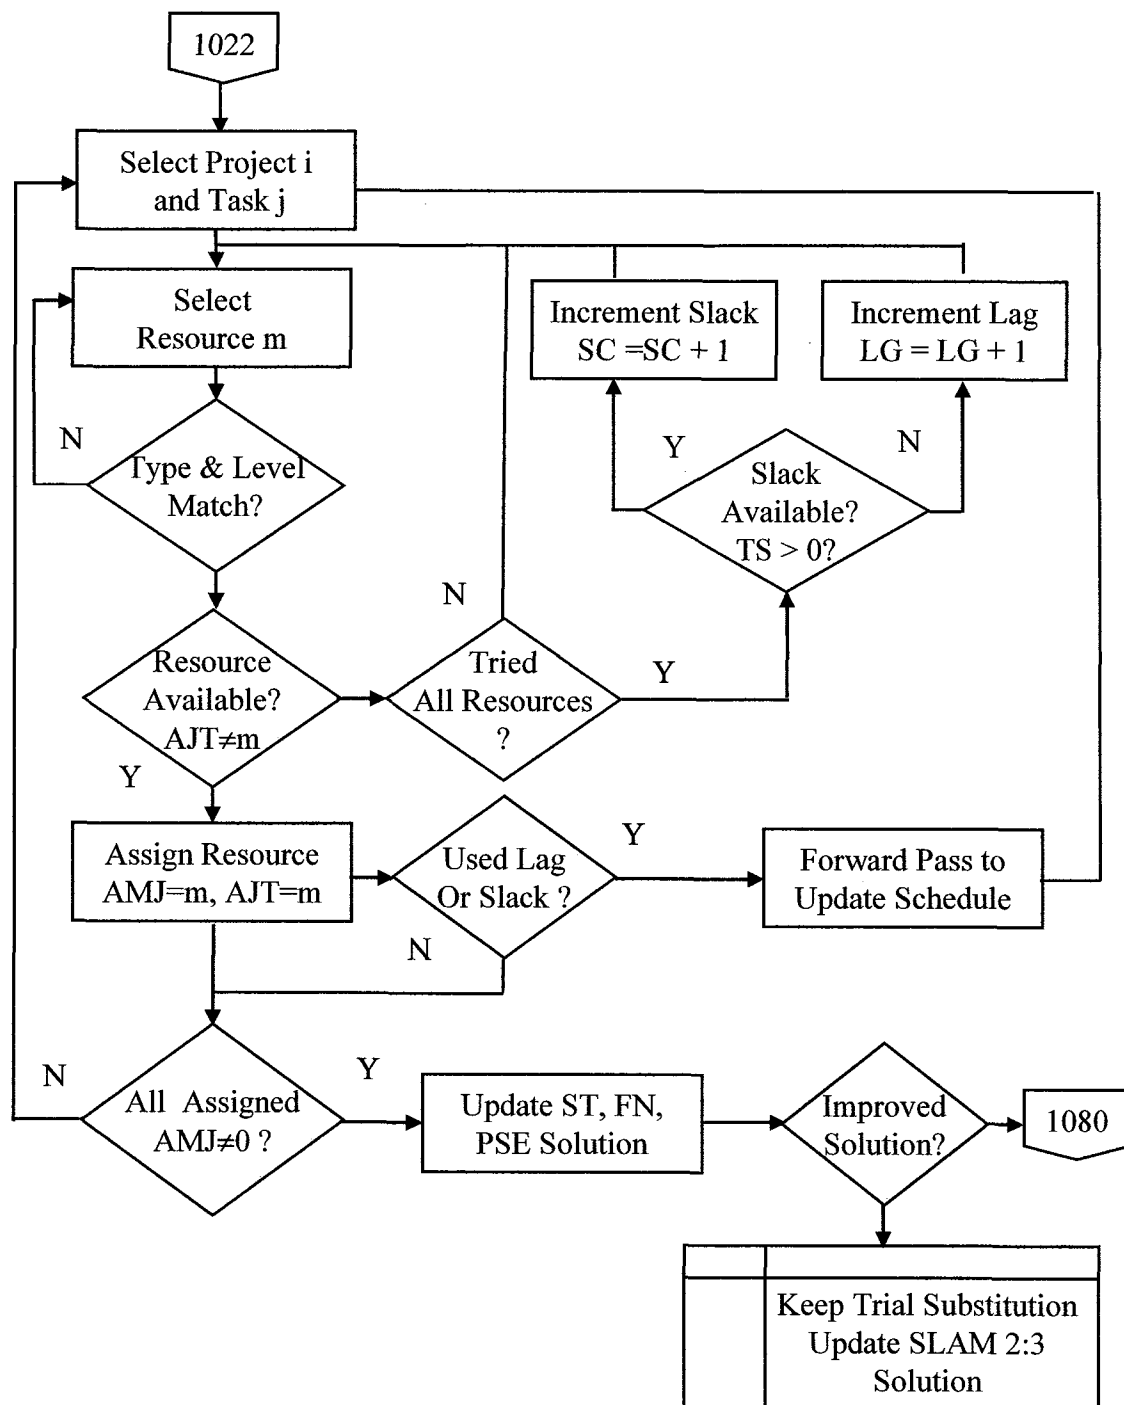 1022
Select Project i
and Task j
Select
Resource m
Increment Slack
SC =SC + 1
Increment Lag
LG = LG + 1
N
Type & Level
Match?
Y
N
Slack
Available?
TS > 0?
N
Resource
Available?
AJT≠m
Tried
All Resources
?
Y
Y
Assign Resource
AMJ=m, AJT=m
Used Lag
Or Slack ?
Y
Forward Pass to
Update Schedule
N
N
All Assigned
AMJ≠0 ?
Y
Update ST, FN,
PSE Solution
Improved
Solution?
1080
Keep Trial Substitution
Update SLAM 2:3
Solution